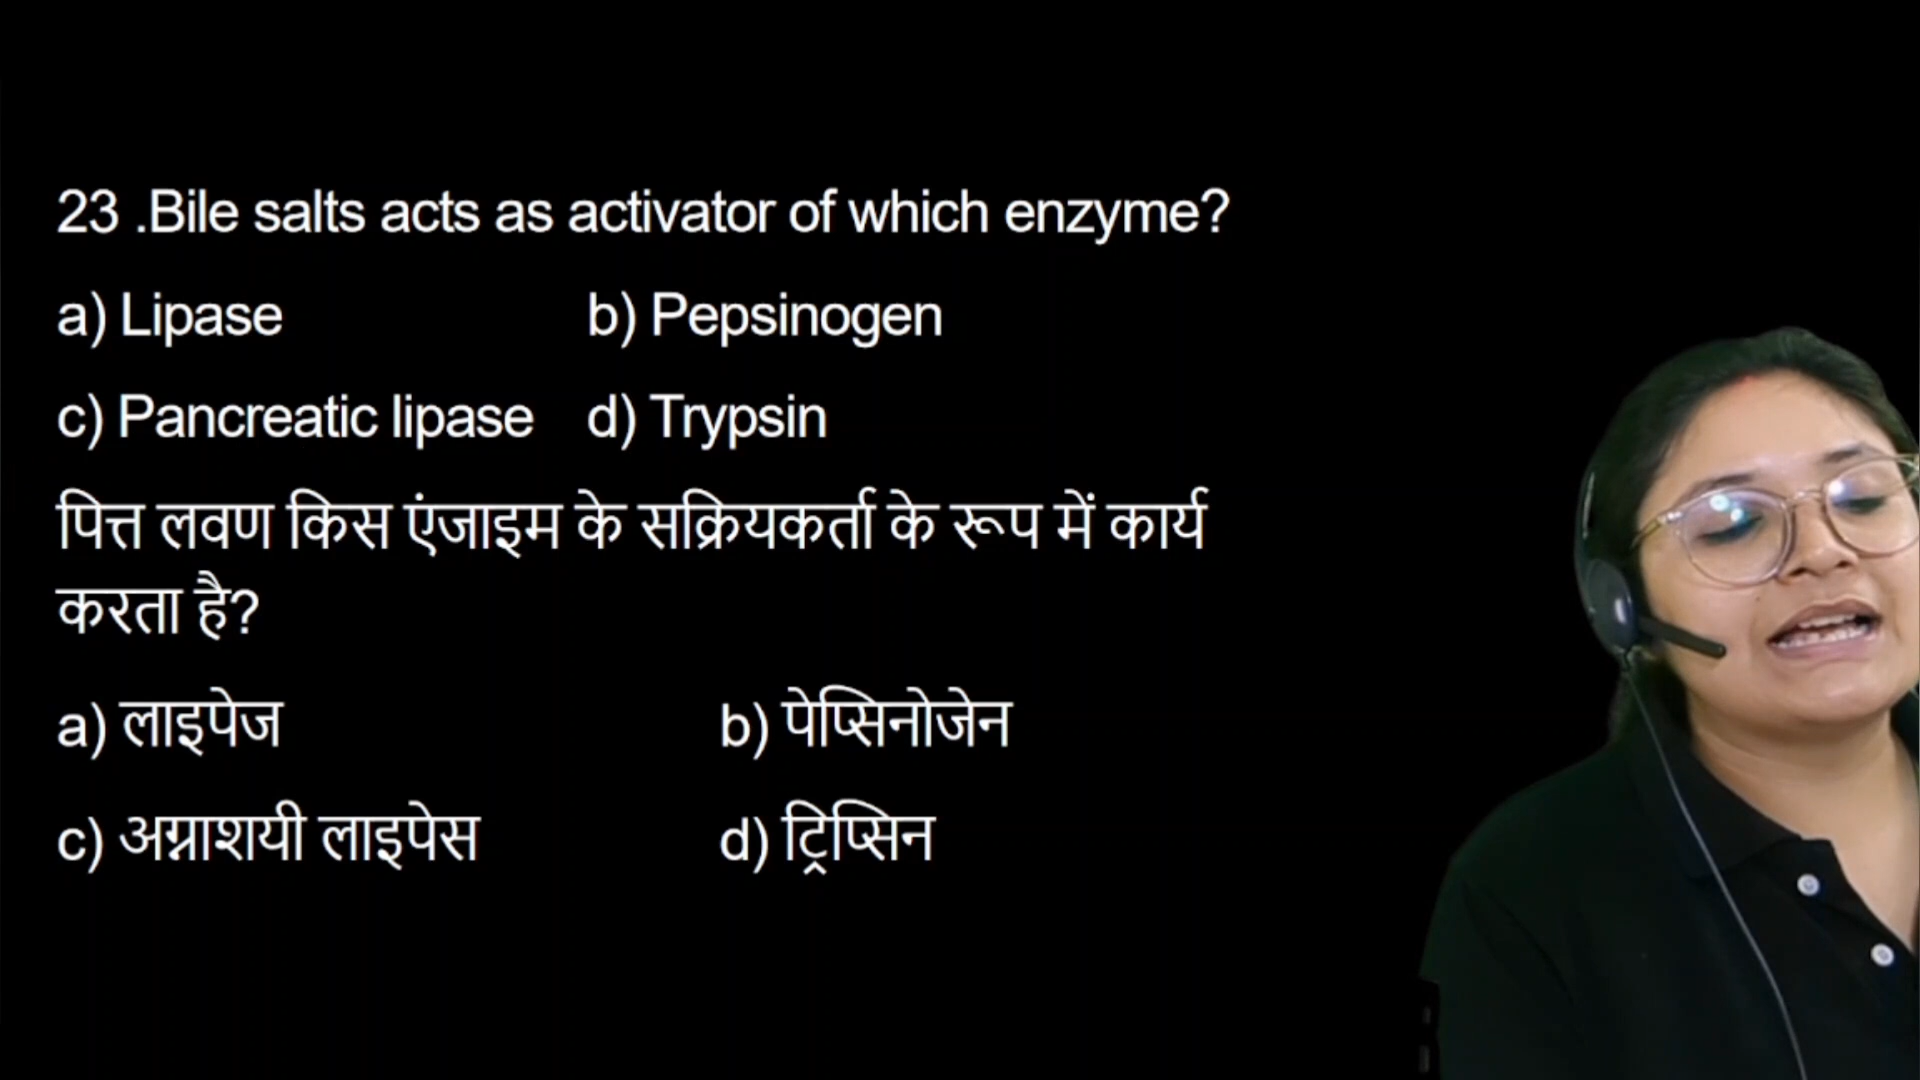 23 .Bile salts acts as activator of which enzyme?
a) Lipase b) Pepsinogen
c) Pancreatic lipase d) Trypsin
पित्त लवण किस एंजाइम के सक्रियकर्ता के रूप में कार्य
करता है?
a) लाइपेज b) पेप्सिनोजेन
c) अग्नाशयी लाइपेस d) ट्रिप्सिन